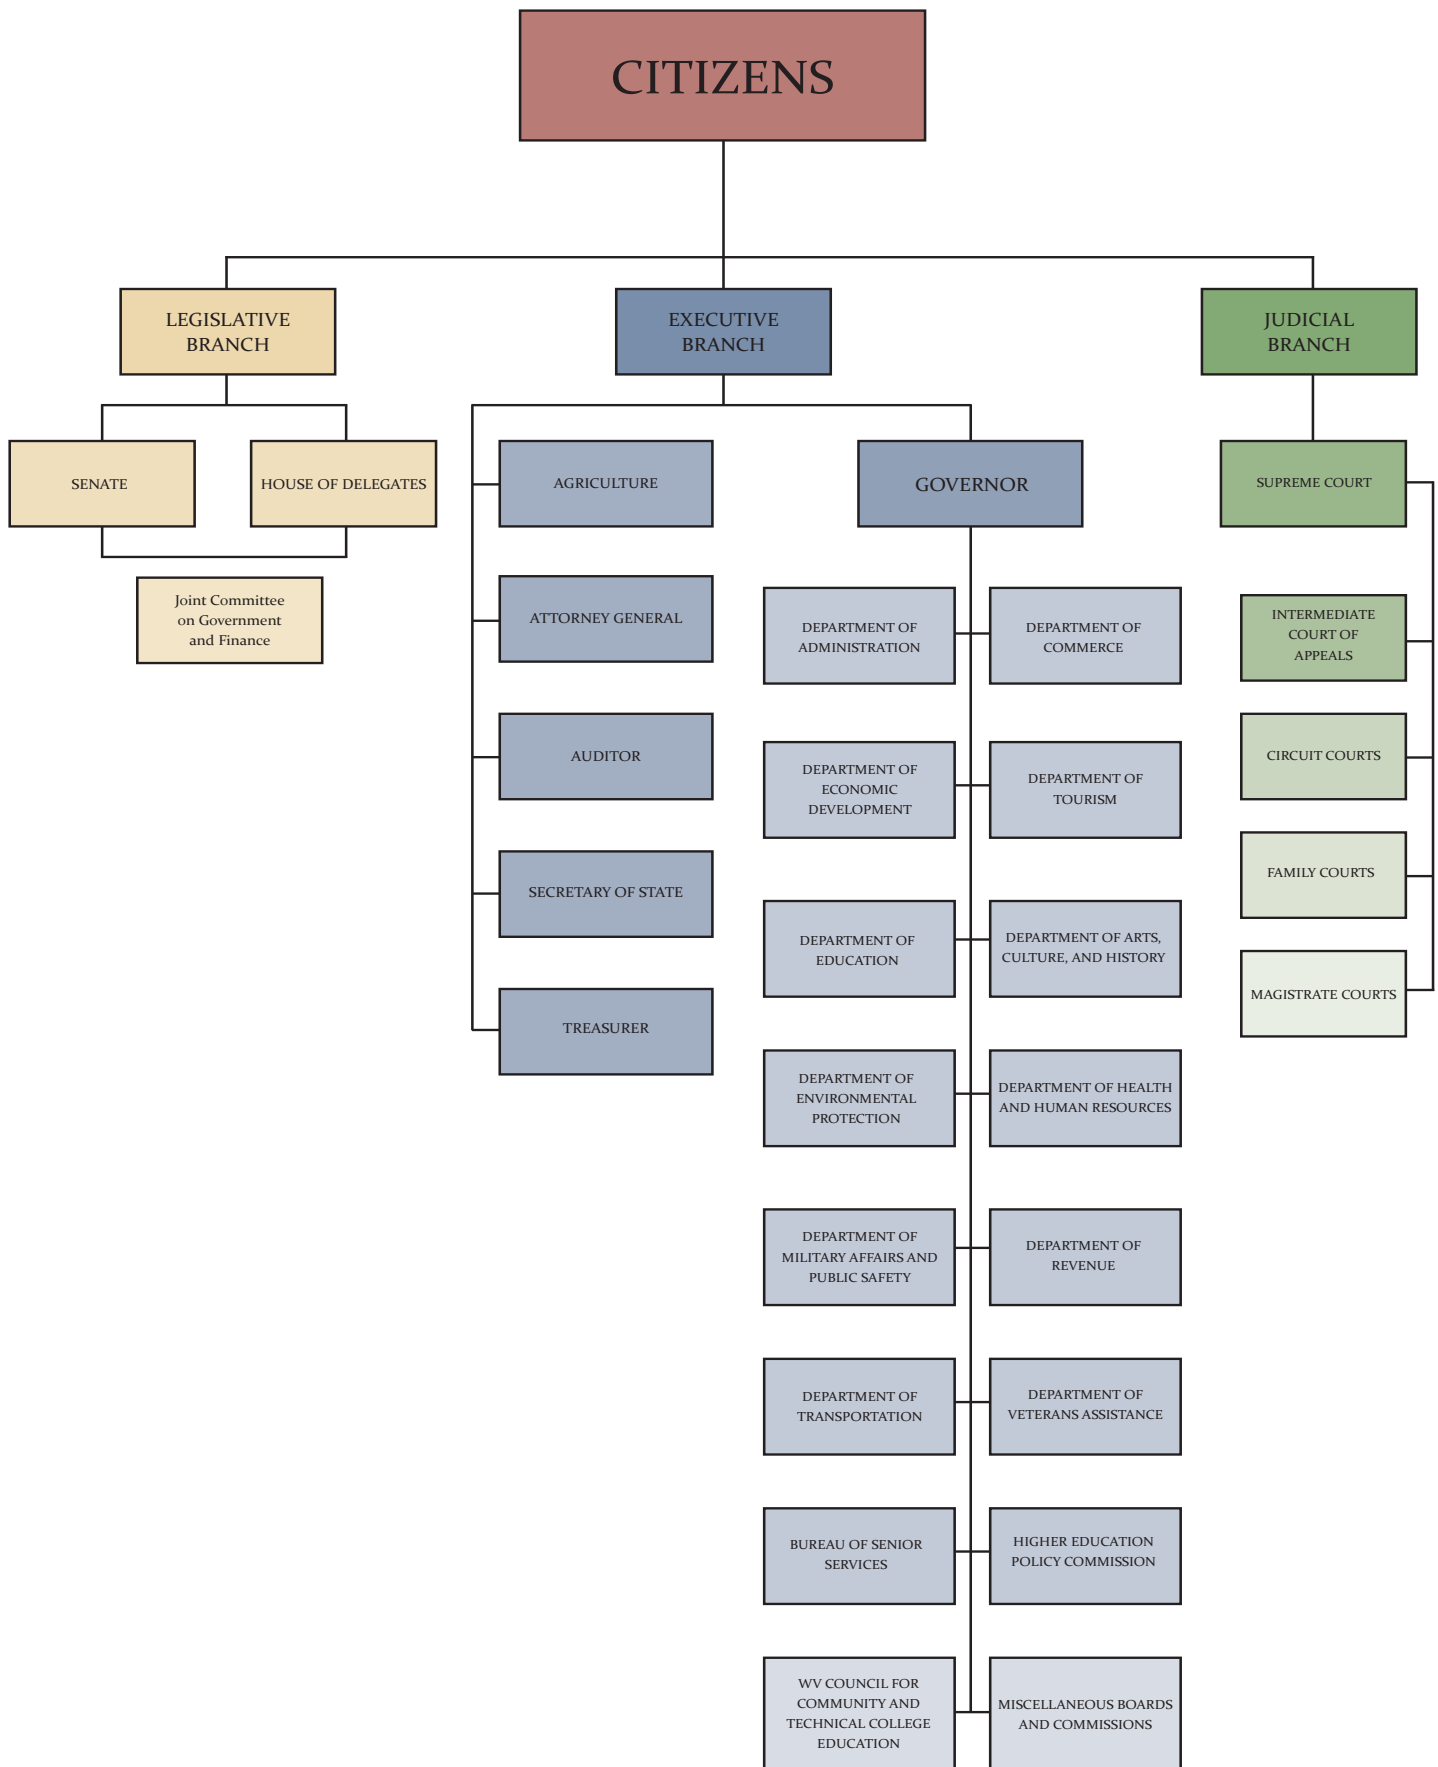 CITIZENS
LEGISLATIVE
BRANCH
EXECUTIVE
BRANCH
JUDICIAL
BRANCH
SENATE
HOUSE OF DELEGATES
Joint Committee
on Government
and Finance
AGRICULTURE
ATTORNEY GENERAL
AUDITOR
SECRETARY OF STATE
TREASURER
GOVERNOR
DEPARTMENT OF
ADMINISTRATION
DEPARTMENT OF
COMMERCE
DEPARTMENT OF
ECONOMIC
DEVELOPMENT
DEPARTMENT OF
TOURISM
DEPARTMENT OF
EDUCATION
DEPARTMENT OF ARTS,
CULTURE, AND HISTORY
DEPARTMENT OF
ENVIRONMENTAL
PROTECTION
DEPARTMENT OF HEALTH
AND HUMAN RESOURCES
DEPARTMENT OF
MILITARY AFFAIRS AND
PUBLIC SAFETY
DEPARTMENT OF
REVENUE
DEPARTMENT OF
TRANSPORTATION
DEPARTMENT OF
VETERANS ASSISTANCE
BUREAU OF SENIOR
SERVICES
HIGHER EDUCATION
POLICY COMMISSION
WV COUNCIL FOR
COMMUNITY AND
TECHNICAL COLLEGE
EDUCATION
MISCELLANEOUS BOARDS
AND COMMISSIONS
SUPREME COURT
INTERMEDIATE
COURT OF
APPEALS
CIRCUIT COURTS
FAMILY COURTS
MAGISTRATE COURTS